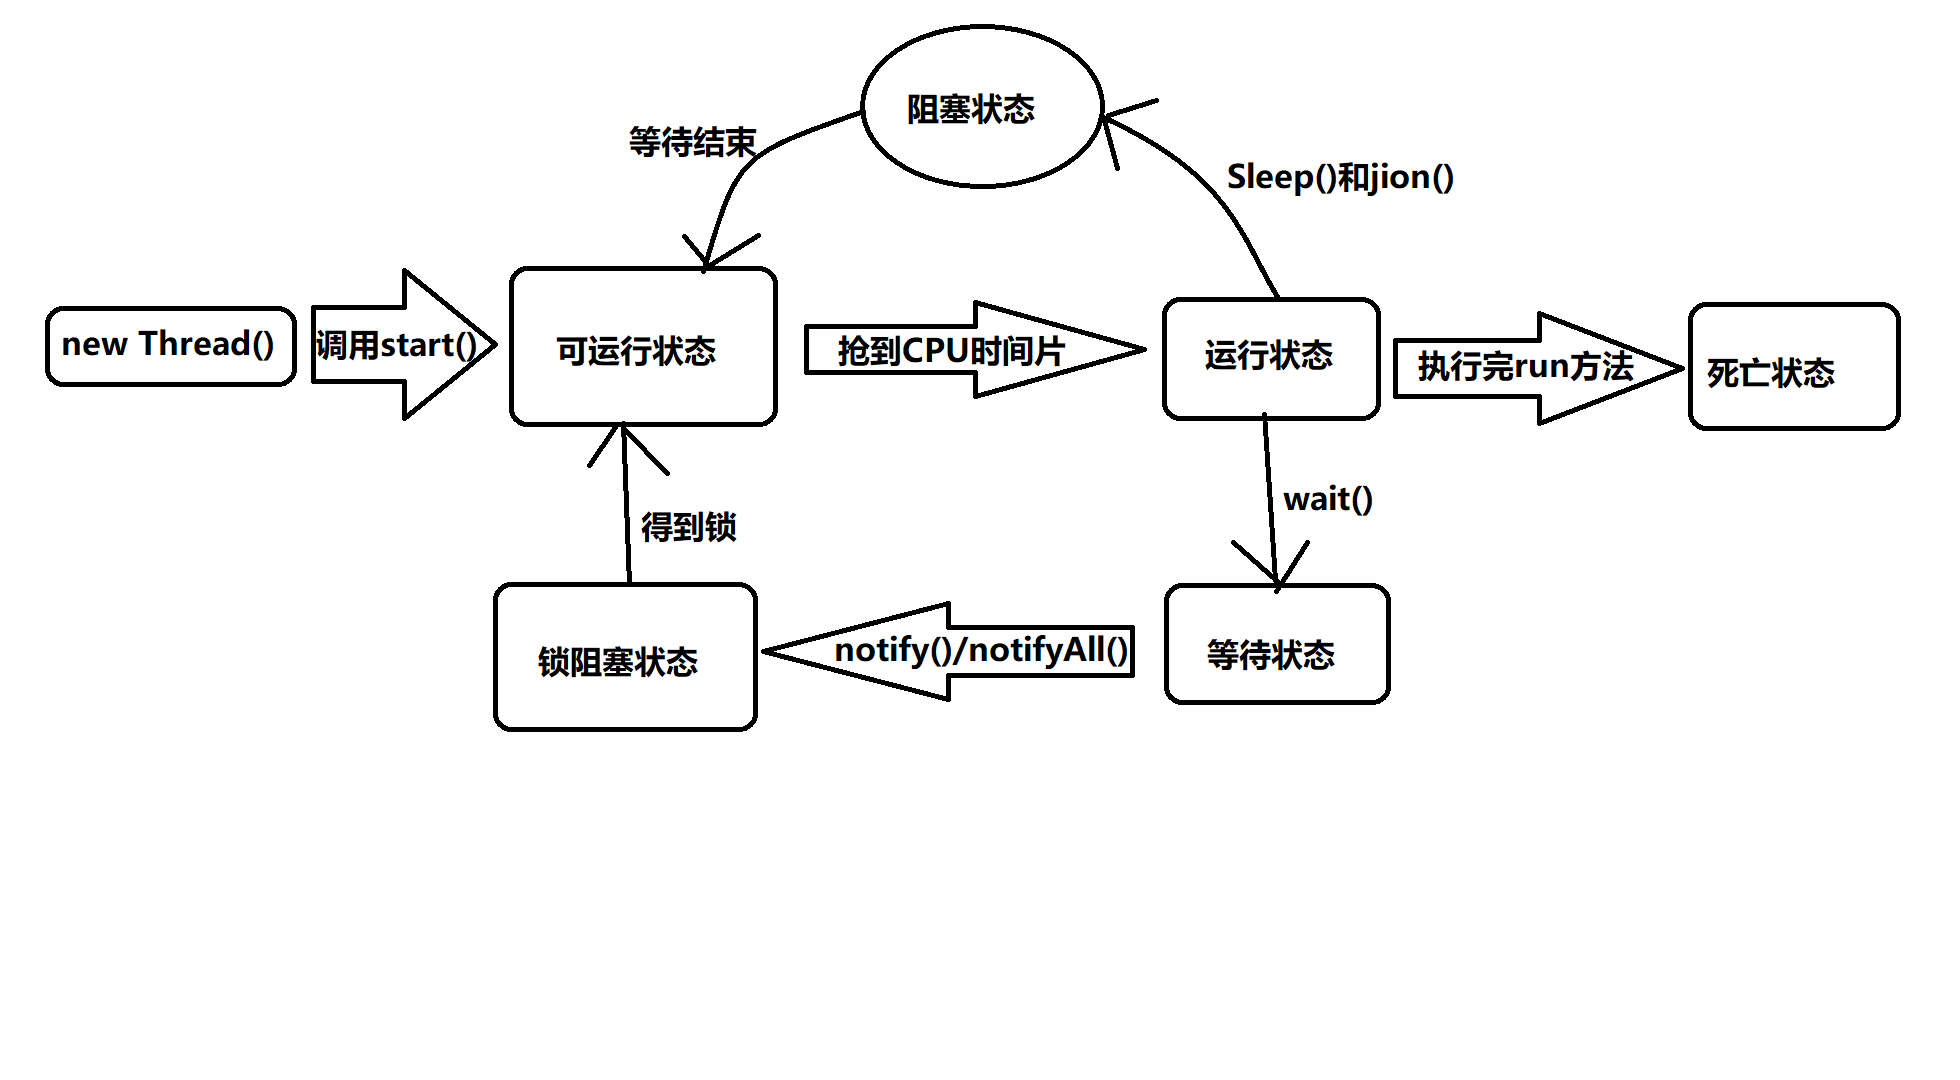 阻塞状态
等待结束
Sleep()和jion()
new Thread()
调用start()
可运行状态
抢到CPU时间片
运行状态
执行完run方法
死亡状态
得到锁
wait()
锁阻塞状态
notify()/notifyAll()
等待状态